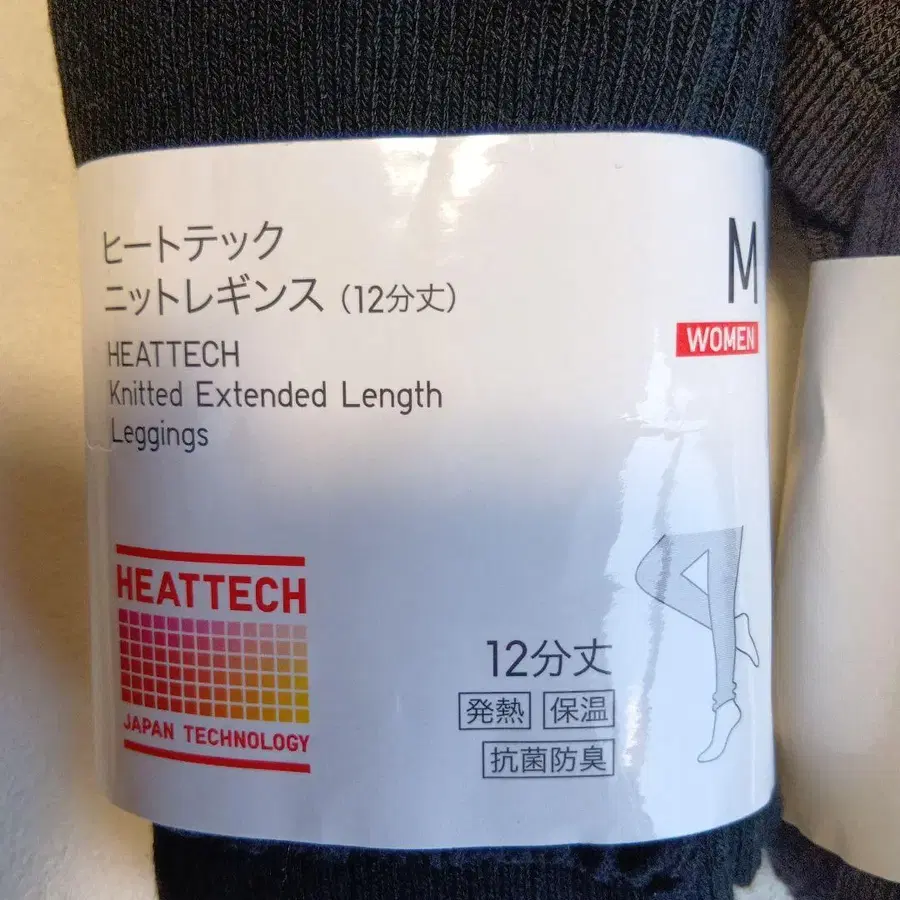 ヒートテック
ニットレギンス（12分丈）
HEATTECH
Knitted Extended Length
Leggings
M
WOMEN
HEATTECH
JAPAN TECHNOLOGY
12分丈
発熱 保温
抗菌防臭